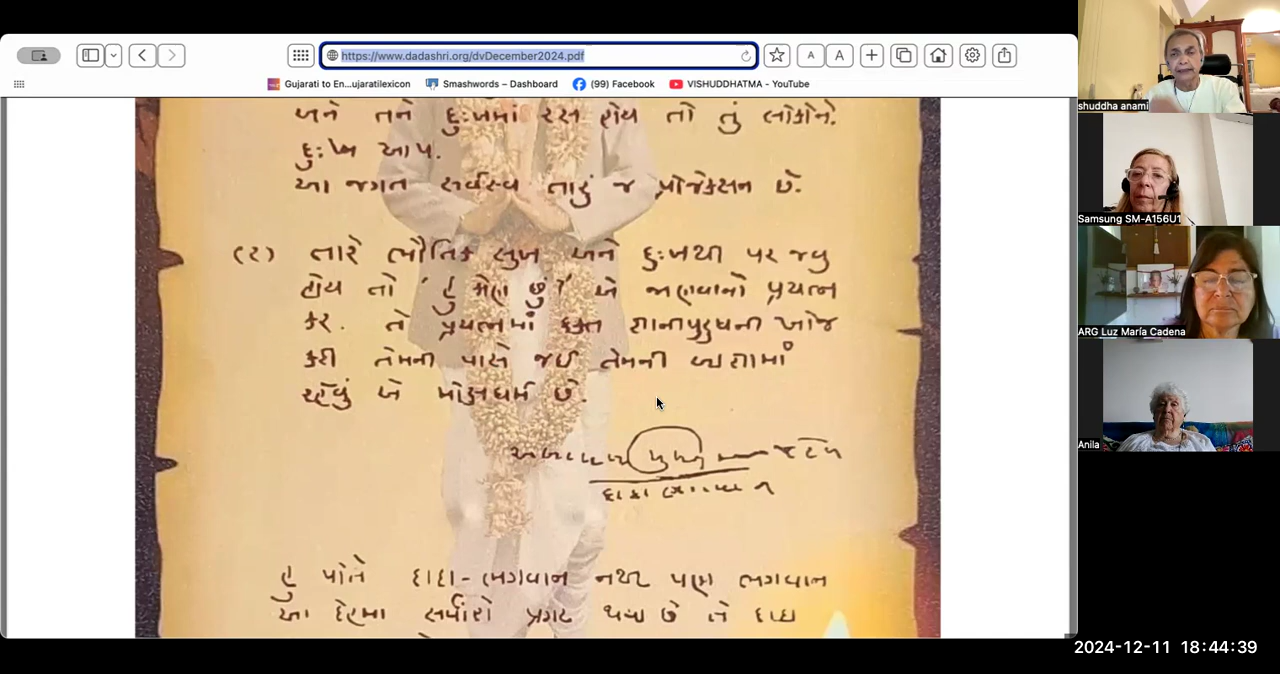 https://www.dadashri.org/dvDecember2024.pdf
Gujarati to En...ujaratilexicon
Smashwords – Dashboard
(99) Facebook
VISHUDDHATMA - YouTube
A A
અને તને દુઃખમાં રસ હોય તો તું લોકોને.
દુઃખ આપ.
આ જગત સર્વસ્વ તારું જ પ્રોજેક્સન છે.
(૨) તારે ભૌતિક સુખ અને દુઃખથી પર જવુ
હોય તો 'હું કોણ છું?' એ જાણવાનો પ્રયત્ન
કર. તે પ્રયત્નમાં ફક્ત જ્ઞાનીપુરુષની ખોજ
કરી તેમની પાસે જઈ તેમની આજ્ઞામાં
રહેવું એ મોક્ષધર્મ છે.
હું પોતે દાદા-ભગવાન નથી પણ ભગવાન
આ દેહમા પ્રગટ થયા છે તે દાદા
shuddha anami
Samsung SM-A156U1
ARG Luz María Cadena
Anila
2024-12-11 18:44:39